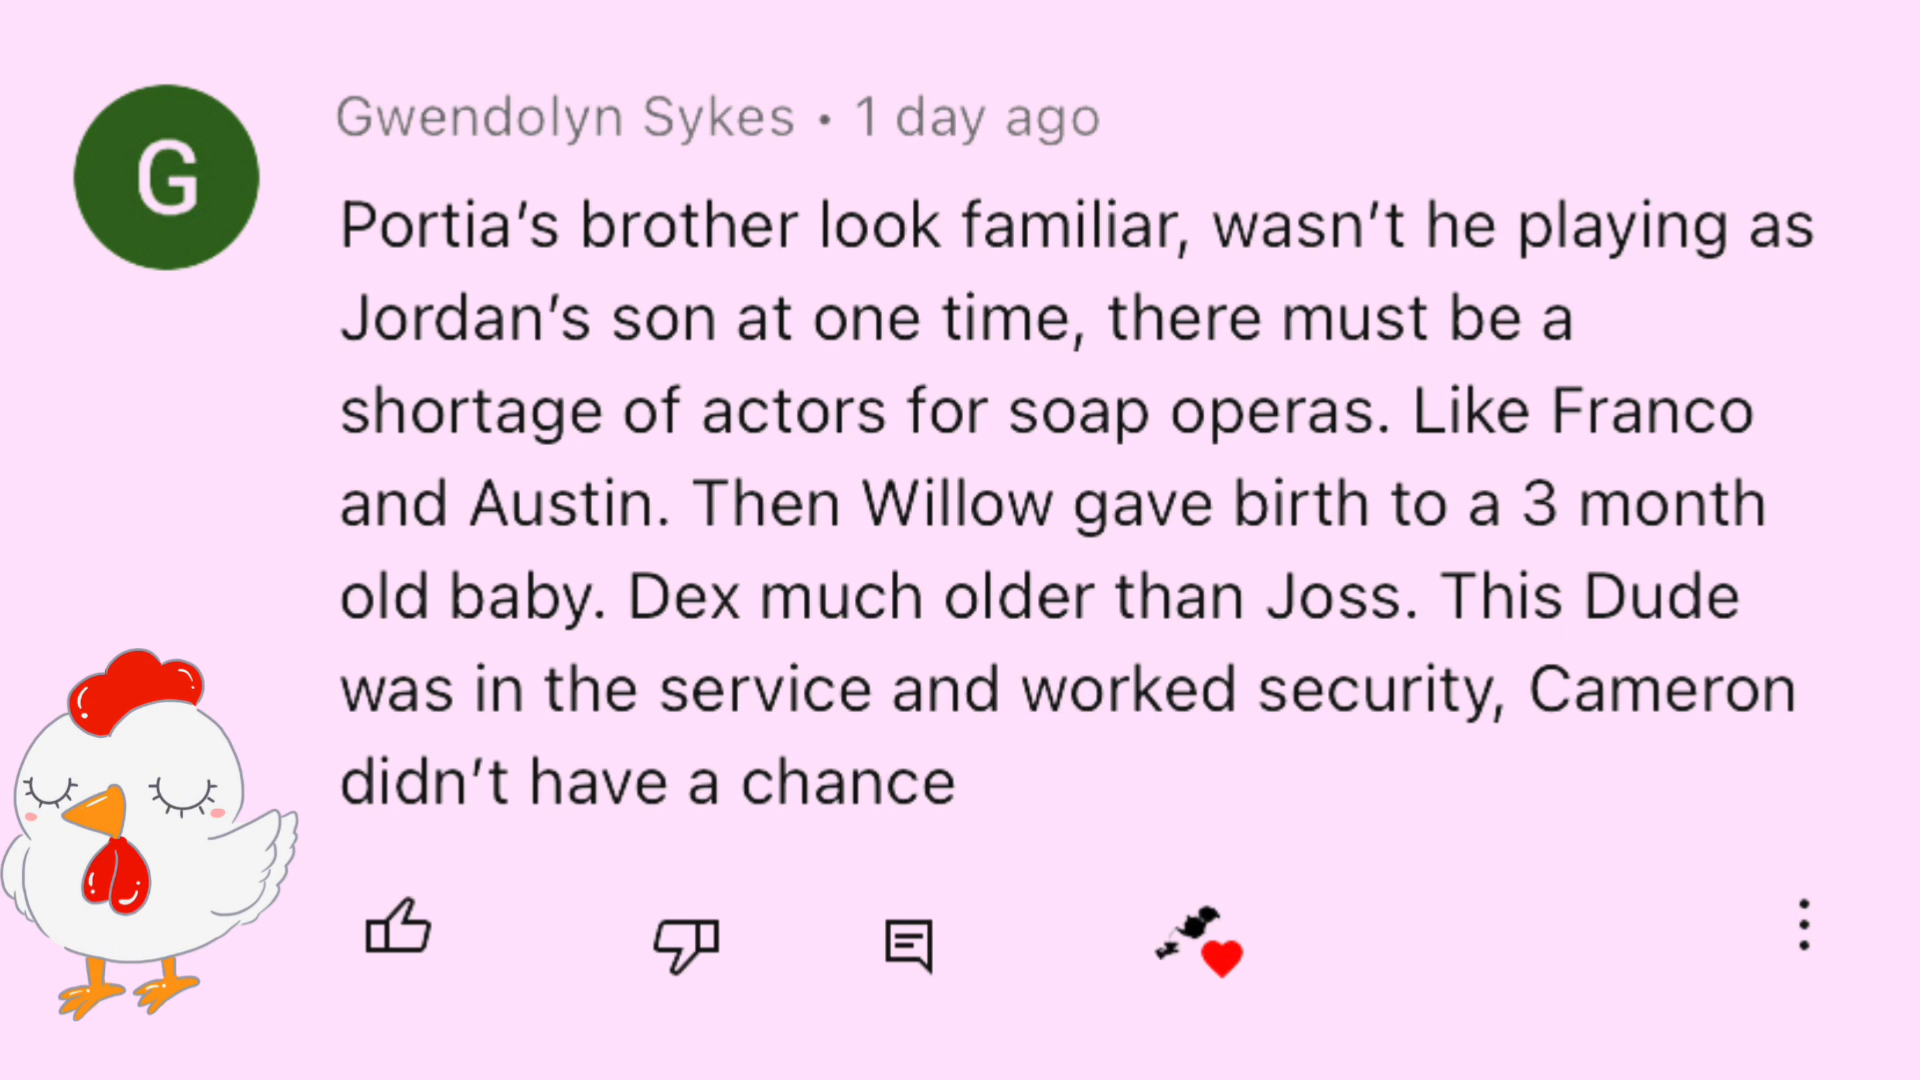 G
Gwendolyn Sykes • 1 day ago
Portia’s brother look familiar, wasn’t he playing as
Jordan’s son at one time, there must be a
shortage of actors for soap operas. Like Franco
and Austin. Then Willow gave birth to a 3 month
old baby. Dex much older than Joss. This Dude
was in the service and worked security, Cameron
didn’t have a chance